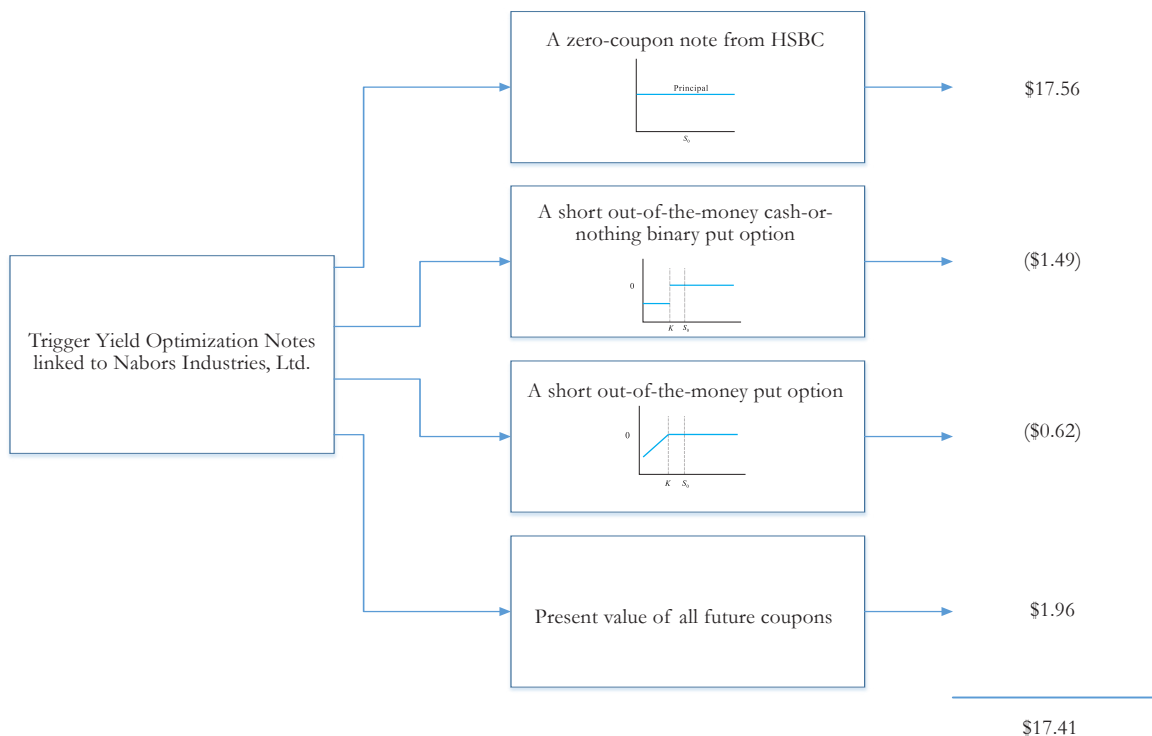 Trigger Yield Optimization Notes
linked to Nabors Industries, Ltd.
A zero-coupon note from HSBC
Principal
S₀
$17.56
A short out-of-the-money cash-or-
nothing binary put option
0
K S₀
($1.49)
A short out-of-the-money put option
0
K S₀
($0.62)
Present value of all future coupons
$1.96
$17.41